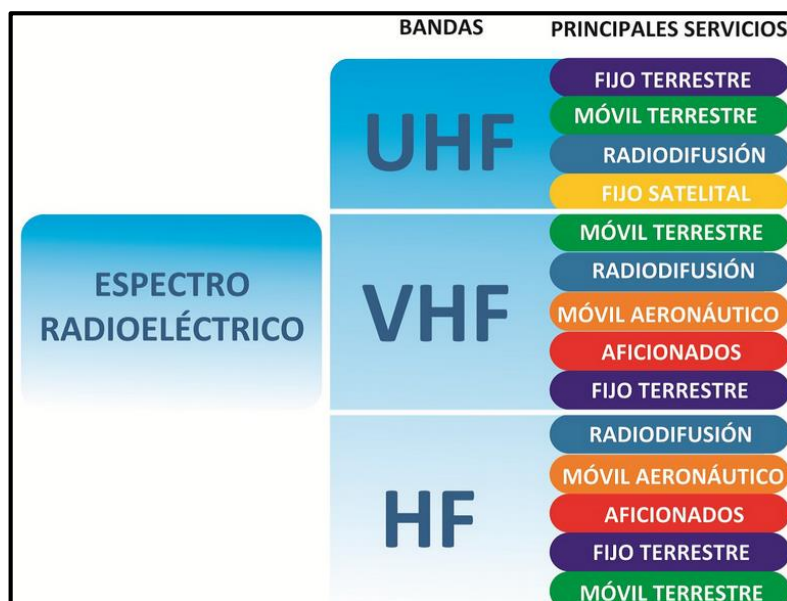 BANDAS PRINCIPALES SERVICIOS
ESPECTRO
RADIOELÉCTRICO
UHF
FIJO TERRESTRE
MÓVIL TERRESTRE
RADIODIFUSIÓN
FIJO SATELITAL
VHF
MÓVIL TERRESTRE
RADIODIFUSIÓN
MÓVIL AERONÁUTICO
AFICIONADOS
FIJO TERRESTRE
HF
RADIODIFUSIÓN
MÓVIL AERONÁUTICO
AFICIONADOS
FIJO TERRESTRE
MÓVIL TERRESTRE